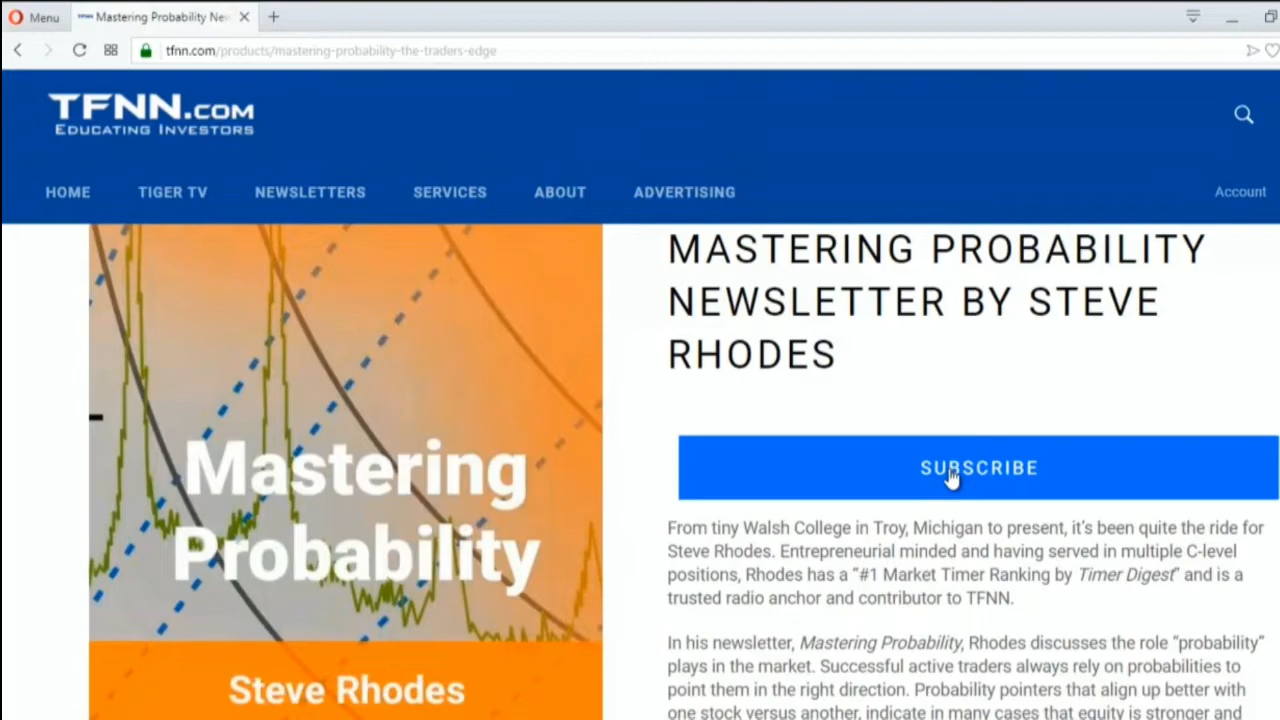 Menu
Mastering Probability Nev
tfnn.com/products/mastering-probability-the-traders-edge
TFNN.COM
EDUCATING INVESTORS
HOME TIGER TV NEWSLETTERS SERVICES ABOUT ADVERTISING Account
MASTERING PROBABILITY
NEWSLETTER BY STEVE
RHODES
SUBSCRIBE
From tiny Walsh College in Troy, Michigan to present, it's been quite the ride for
Steve Rhodes. Entrepreneurial minded and having served in multiple C-level
positions, Rhodes has a “#1 Market Timer Ranking by Timer Digest” and is a
trusted radio anchor and contributor to TFNN.
In his newsletter, Mastering Probability, Rhodes discusses the role “probability”
plays in the market. Successful active traders always rely on probabilities to
point them in the right direction. Probability pointers that align up better with
one stock versus another, indicate in many cases that equity is stronger and
Mastering
Probability
Steve Rhodes